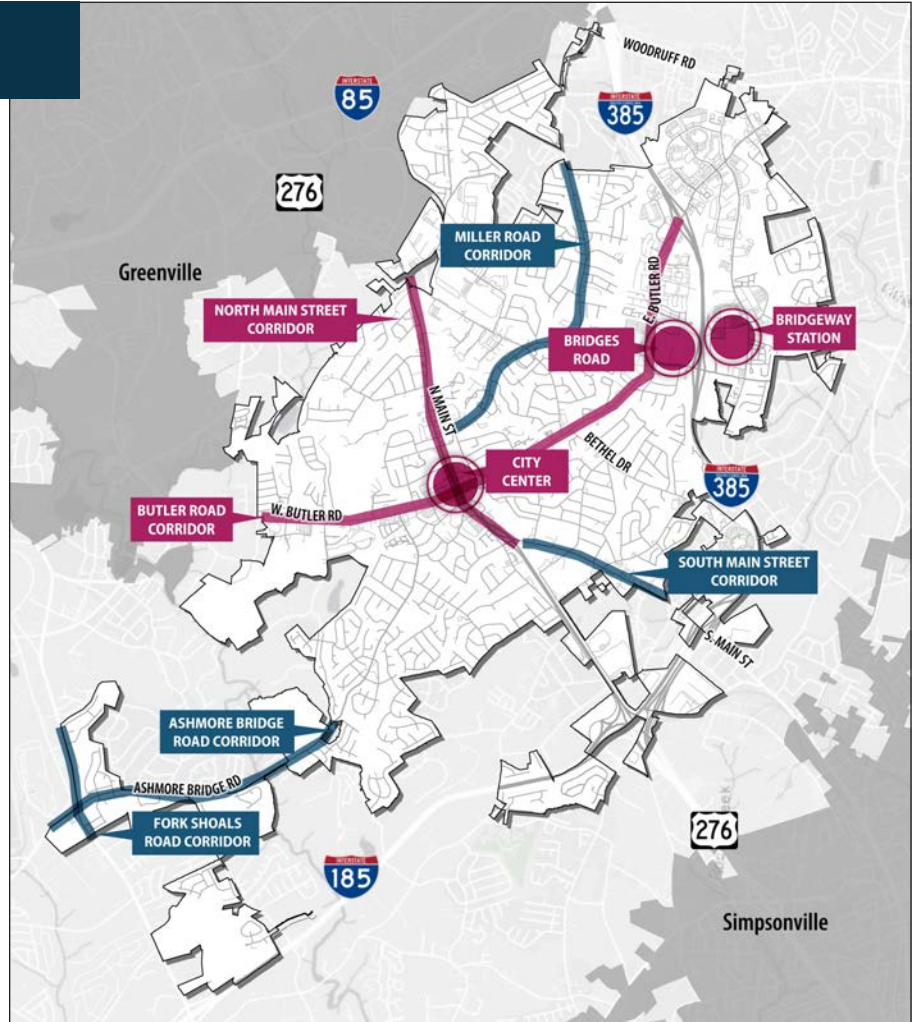 WOODRUFF RD
INTERSTATE
85
INTERSTATE
385
276
MILLER ROAD
CORRIDOR
Greenville
E. BUTLER RD
NORTH MAIN STREET
CORRIDOR
BRIDGES
ROAD
BRIDGEWAY
STATION
N MAIN ST
BETHEL DR
CITY
CENTER
INTERSTATE
385
BUTLER ROAD
CORRIDOR
W. BUTLER RD
SOUTH MAIN STREET
CORRIDOR
S. MAIN ST
ASHMORE BRIDGE
ROAD CORRIDOR
ASHMORE BRIDGE RD
FORK SHOALS
ROAD CORRIDOR
276
INTERSTATE
185
Simpsonville